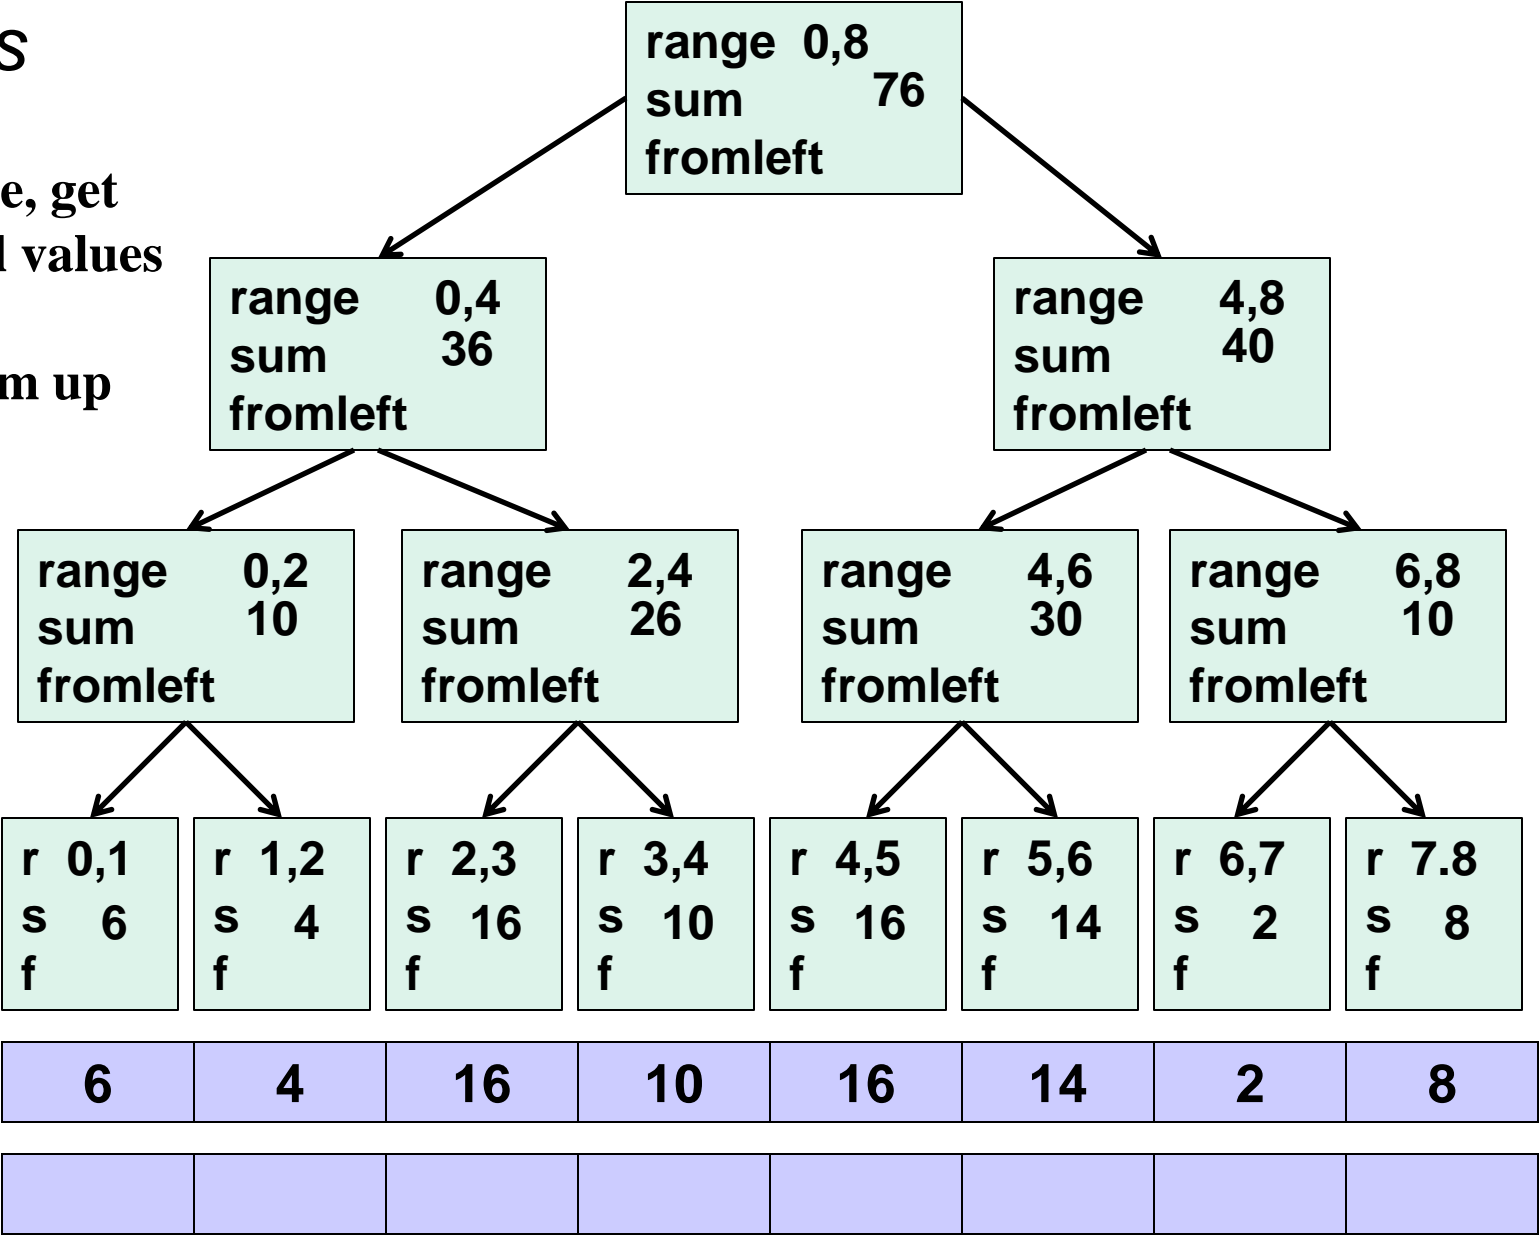 s
e, get
l values
m up
range 0,8
sum 76
fromleft
range 0,4
sum 36
fromleft
range 4,8
sum 40
fromleft
range 0,2
sum 10
fromleft
range 2,4
sum 26
fromleft
range 4,6
sum 30
fromleft
range 6,8
sum 10
fromleft
r 0,1
s 6
f
r 1,2
s 4
f
r 2,3
s 16
f
r 3,4
s 10
f
r 4,5
s 16
f
r 5,6
s 14
f
r 6,7
s 2
f
r 7.8
s 8
f
6 4 16 10 16 14 2 8